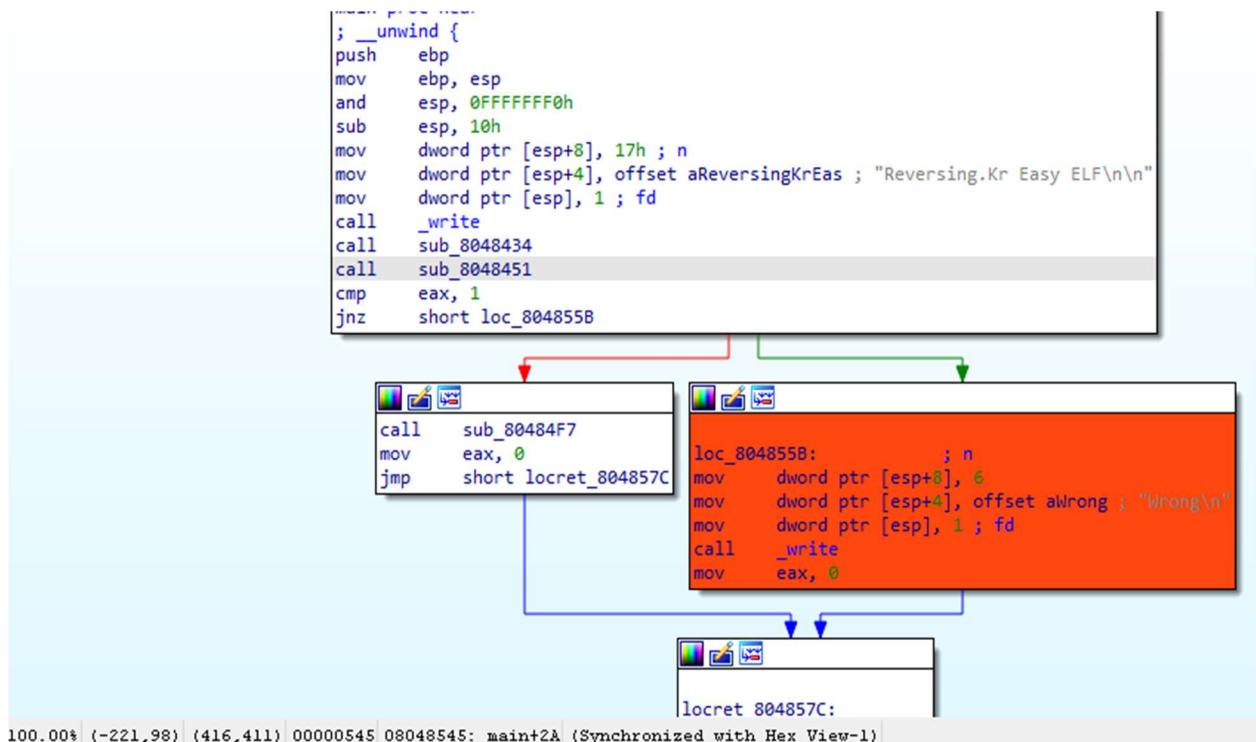 main proc near
; __unwind {
push ebp
mov ebp, esp
and esp, 0FFFFFFF0h
sub esp, 10h
mov dword ptr [esp+8], 17h ; n
mov dword ptr [esp+4], offset aReversingKrEas ; "Reversing.Kr Easy ELF\n\n"
mov dword ptr [esp], 1 ; fd
call _write
call sub_8048434
call sub_8048451
cmp eax, 1
jnz short loc_804855B
call sub_80484F7
mov eax, 0
jmp short locret_804857C
loc_804855B: ; n
mov dword ptr [esp+8], 6
mov dword ptr [esp+4], offset aWrong ; "Wrong\n"
mov dword ptr [esp], 1 ; fd
call _write
mov eax, 0
locret_804857C:
100.00% (-221,98) (416,411) 00000545 08048545: main+2A (Synchronized with Hex View-1)